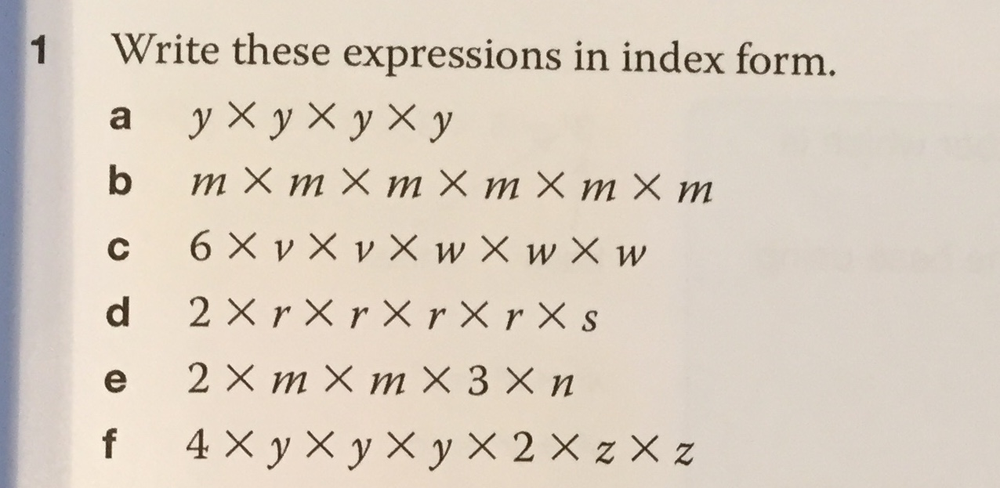 1 Write these expressions in index form.
a y × y × y × y
b m × m × m × m × m × m
c 6 × v × v × w × w × w
d 2 × r × r × r × r × s
e 2 × m × m × 3 × n
f 4 × y × y × y × 2 × z × z